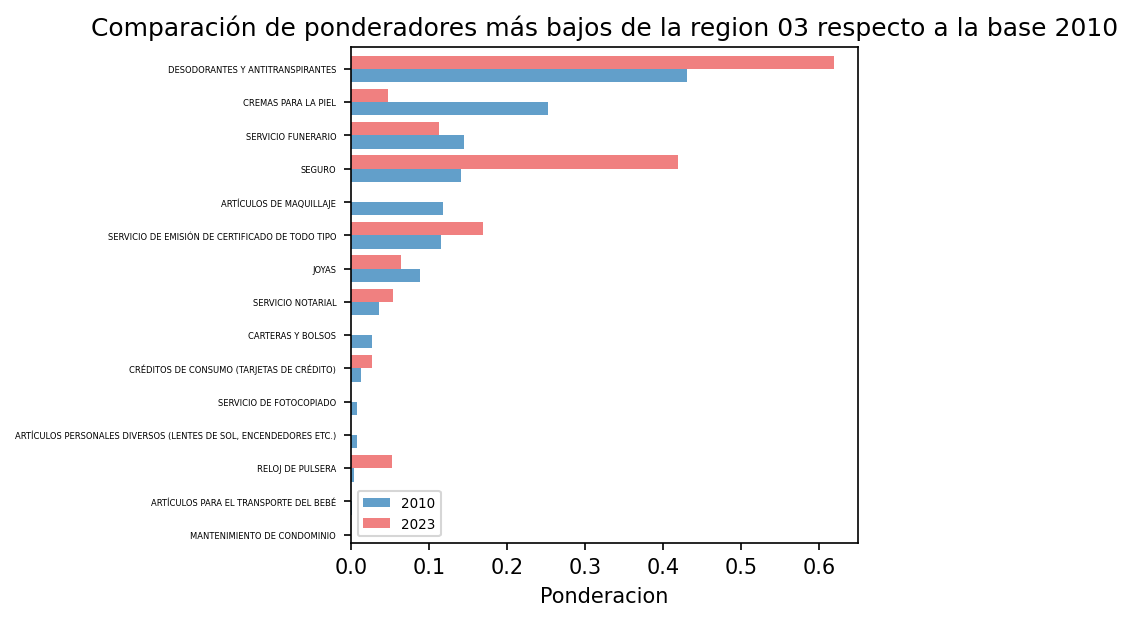 Comparación de ponderadores más bajos de la region 03 respecto a la base 2010
DESODORANTES Y ANTITRANSPIRANTES
CREMAS PARA LA PIEL
SERVICIO FUNERARIO
SEGURO
ARTÍCULOS DE MAQUILLAJE
SERVICIO DE EMISIÓN DE CERTIFICADO DE TODO TIPO
JOYAS
SERVICIO NOTARIAL
CARTERAS Y BOLSOS
CRÉDITOS DE CONSUMO (TARJETAS DE CRÉDITO)
SERVICIO DE FOTOCOPIADO
ARTÍCULOS PERSONALES DIVERSOS (LENTES DE SOL, ENCENDEDORES ETC.)
RELOJ DE PULSERA
ARTÍCULOS PARA EL TRANSPORTE DEL BEBÉ
MANTENIMIENTO DE CONDOMINIO
2010
2023
0.0 0.1 0.2 0.3 0.4 0.5 0.6
Ponderacion